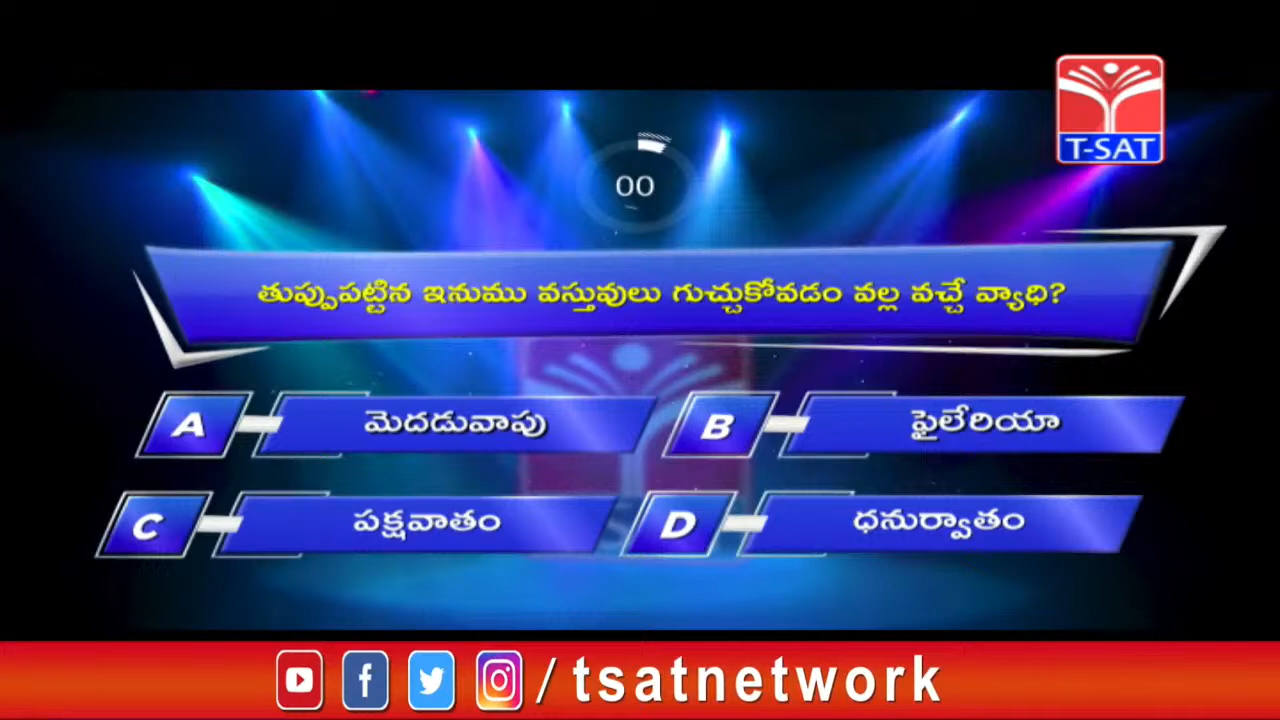 00
T-SAT
తుప్పుపట్టిన ఇనుము వస్తువులు గుచ్చుకోవడం వల్ల వచ్చే వ్యాధి?
A మెదడువాపు
B ఫైలేరియా
C పక్షవాతం
D ధనుర్వాతం
/tsatnetwork